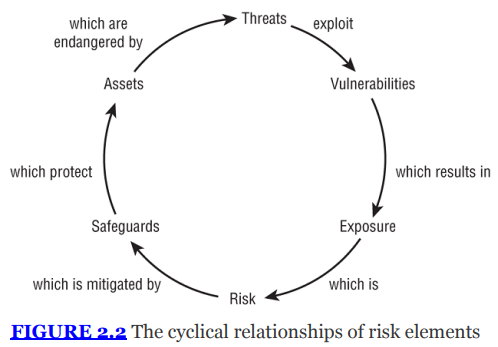 Threats
exploit
Vulnerabilities
which results in
Exposure
which is
Risk
which is mitigated by
Safeguards
which protect
Assets
which are
endangered by
FIGURE 2.2 The cyclical relationships of risk elements